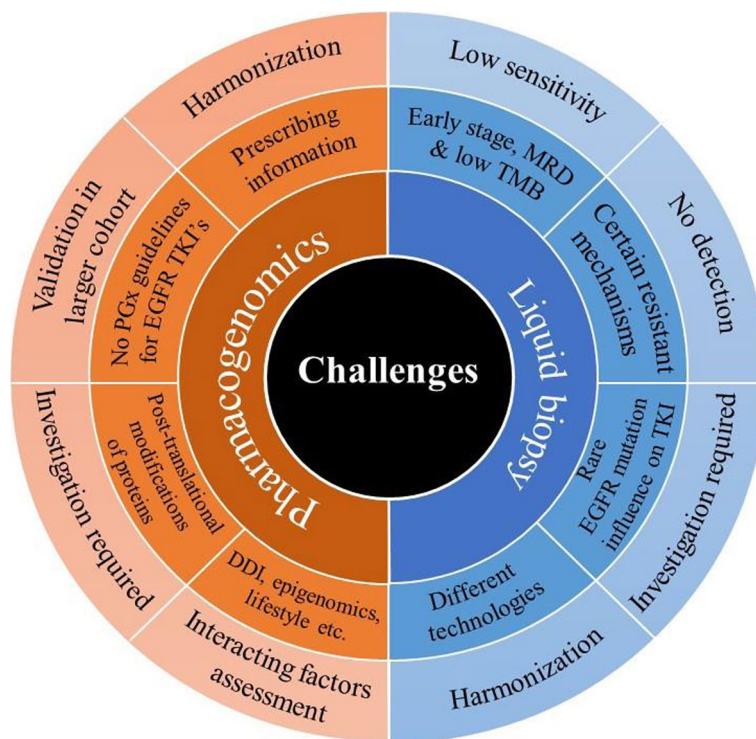 Challenges
Pharmacogenomics
Liquid biopsy
Harmonization
Prescribing
information
Validation in
larger cohort
No PGx guidelines
for EGFR TKI's
Investigation required
Post-translational
modifications
of proteins
Interacting factors
assessment
DDI, epigenomics,
lifestyle etc.
Low sensitivity
Early stage, MRD
& low TMB
No detection
Certain resistant
mechanisms
Investigation required
Rare
EGFR mutation
influence on TKI
Harmonization
Different
technologies